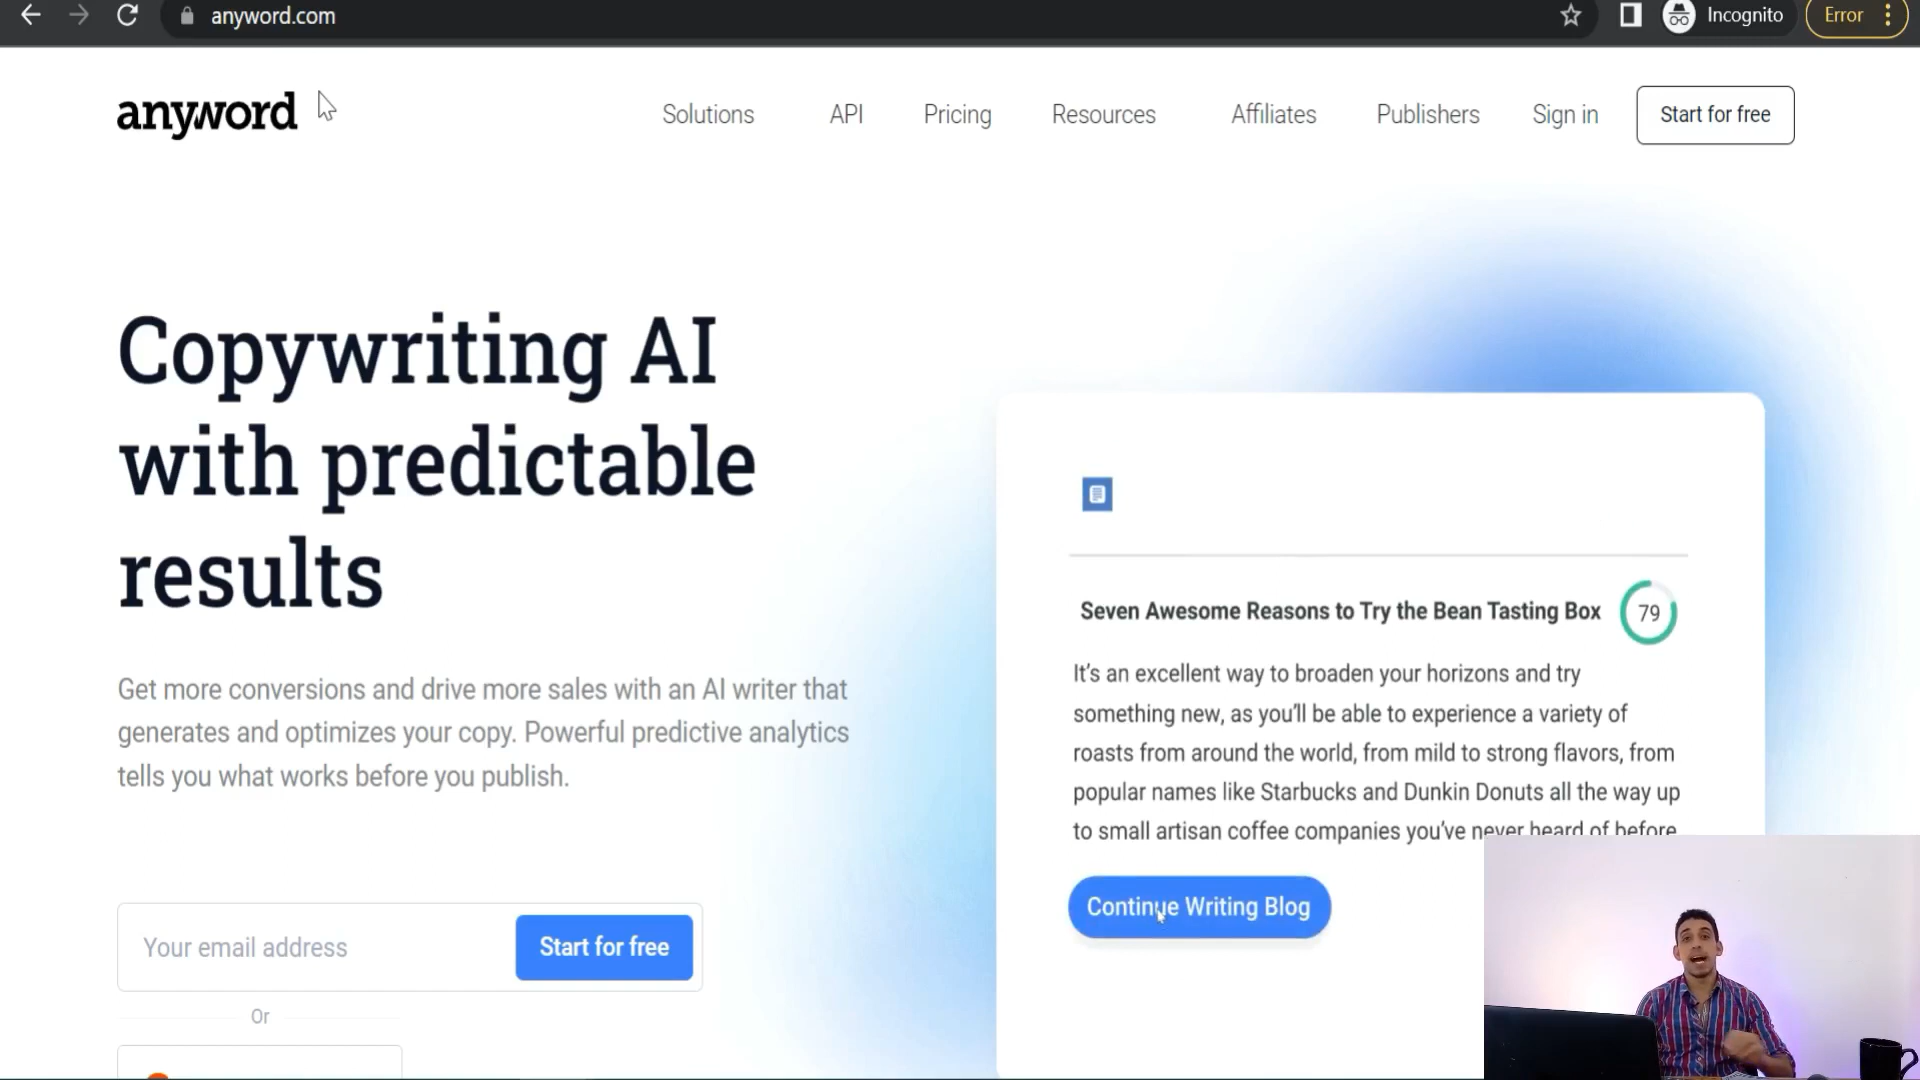 anyword.com
Incognito
Error
anyword
Solutions
API
Pricing
Resources
Affiliates
Publishers
Sign in
Start for free
Copywriting AI
with predictable
results
Get more conversions and drive more sales with an AI writer that
generates and optimizes your copy. Powerful predictive analytics
tells you what works before you publish.
Your email address
Start for free
Or
Seven Awesome Reasons to Try the Bean Tasting Box
79
It's an excellent way to broaden your horizons and try
something new, as you'll be able to experience a variety of
roasts from around the world, from mild to strong flavors, from
popular names like Starbucks and Dunkin Donuts all the way up
to small artisan coffee companies you've never heard of before
Continue Writing Blog